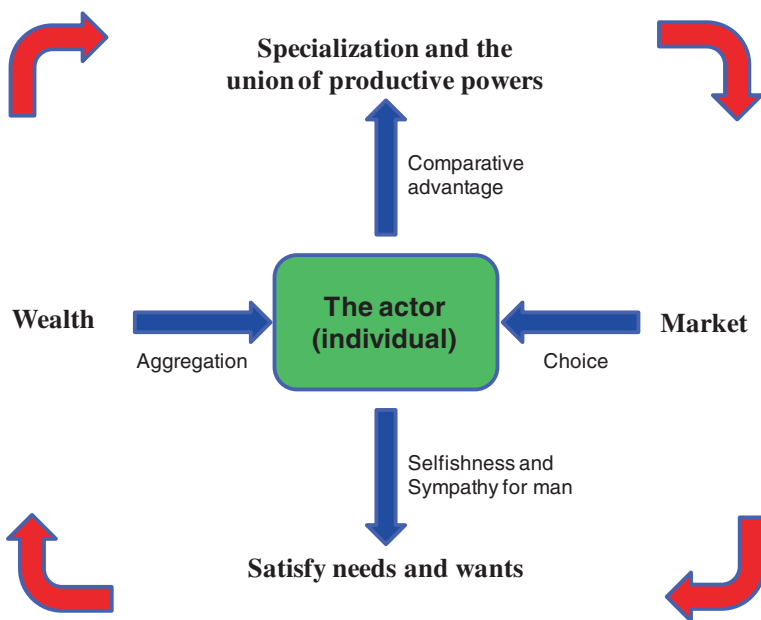 Specialization and the
union of productive powers
Comparative
advantage
Wealth
The actor
(individual)
Market
Aggregation
Choice
Selfishness and
Sympathy for man
Satisfy needs and wants